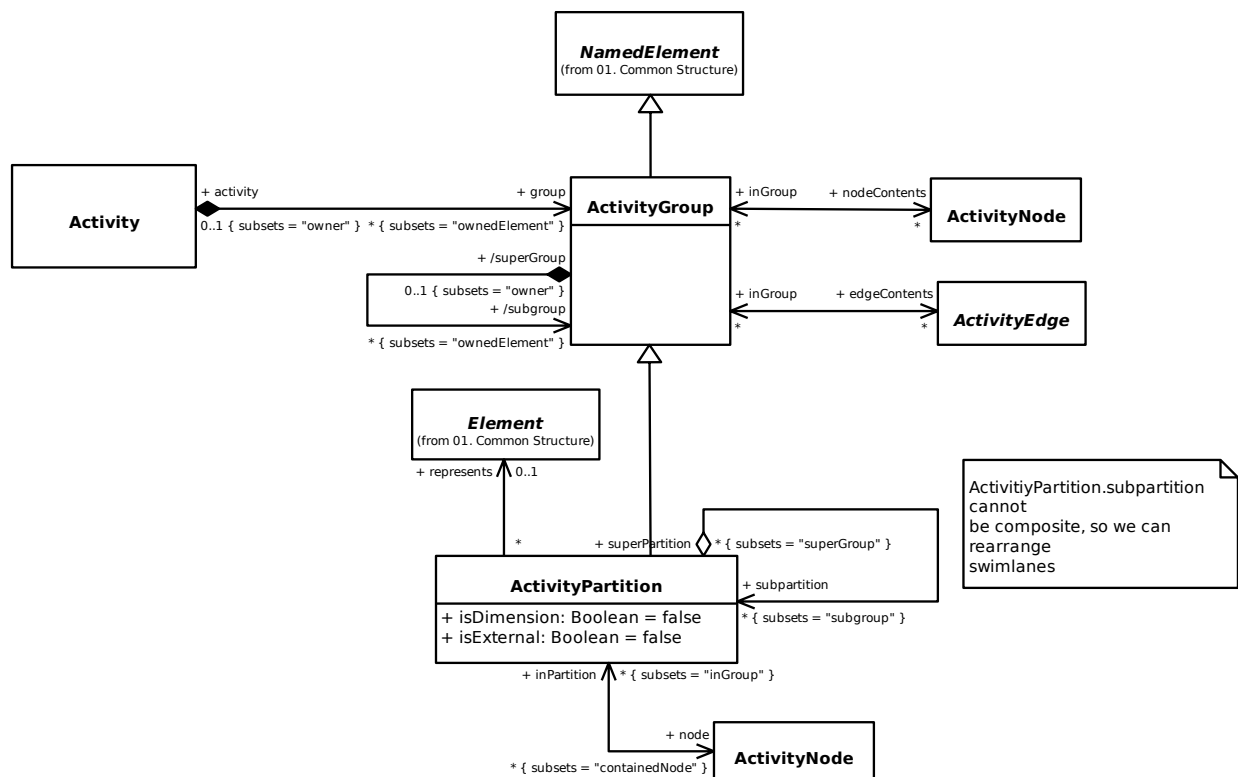 NamedElement
(from 01. Common Structure)
Activity
+ activity
+ group
0..1 { subsets = "owner" }
* { subsets = "ownedElement" }
ActivityGroup
+ inGroup
+ nodeContents
*
*
ActivityNode
+ /superGroup
0..1 { subsets = "owner" }
+ /subgroup
* { subsets = "ownedElement" }
+ inGroup
+ edgeContents
*
*
ActivityEdge
Element
(from 01. Common Structure)
+ represents
0..1
*
+ superPartition
* { subsets = "superGroup" }
ActivitiyPartition.subpartition
cannot
be composite, so we can
rearrange
swimlanes
ActivityPartition
+ isDimension: Boolean = false
+ isExternal: Boolean = false
+ subpartition
* { subsets = "subgroup" }
+ inPartition
* { subsets = "inGroup" }
+ node
* { subsets = "containedNode" }
ActivityNode